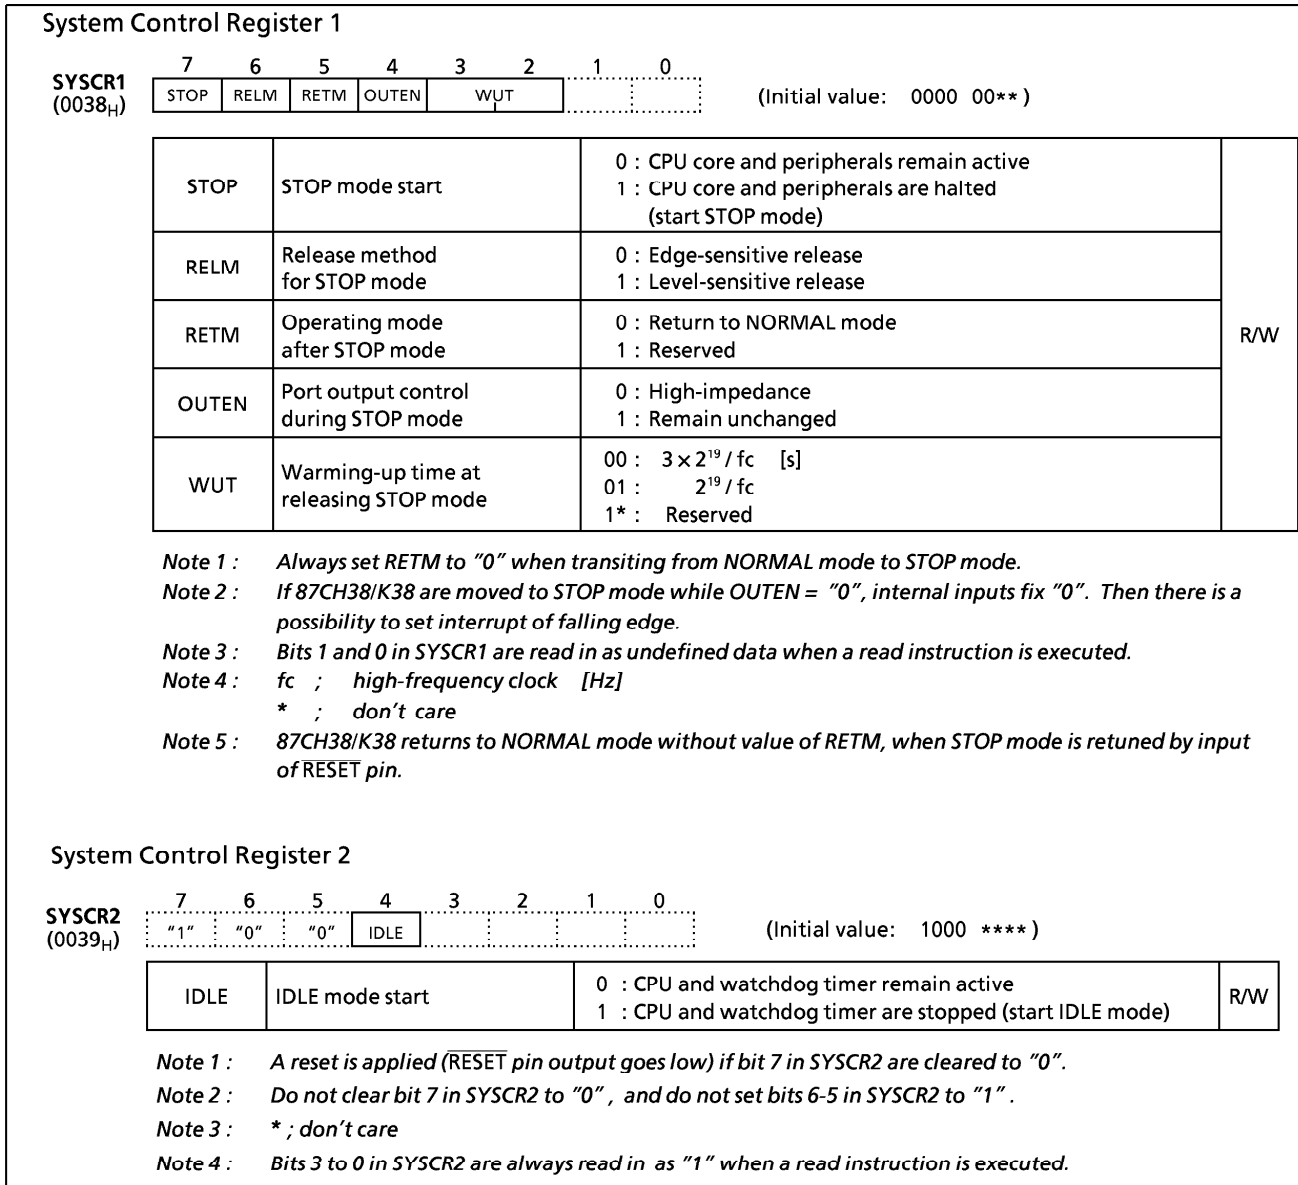 System Control Register 1
7 6 5 4 3 2 1 0
SYSCR1 (0038H) STOP RELM RETM OUTEN WUT (Initial value: 0000 00**)
STOP STOP mode start 0 : CPU core and peripherals remain active
1 : CPU core and peripherals are halted
(start STOP mode)
RELM Release method for STOP mode 0 : Edge-sensitive release
1 : Level-sensitive release
RETM Operating mode after STOP mode 0 : Return to NORMAL mode
1 : Reserved
R/W
OUTEN Port output control during STOP mode 0 : High-impedance
1 : Remain unchanged
WUT Warming-up time at releasing STOP mode 00 : 3 × 2¹⁹ / fc [s]
01 : 2¹⁹ / fc
1* : Reserved
Note 1 : Always set RETM to "0" when transiting from NORMAL mode to STOP mode.
Note 2 : If 87CH38/K38 are moved to STOP mode while OUTEN = "0", internal inputs fix "0". Then there is a
possibility to set interrupt of falling edge.
Note 3 : Bits 1 and 0 in SYSCR1 are read in as undefined data when a read instruction is executed.
Note 4 : fc ; high-frequency clock [Hz]
* ; don't care
Note 5 : 87CH38/K38 returns to NORMAL mode without value of RETM, when STOP mode is retuned by input
of RESET pin.
System Control Register 2
7 6 5 4 3 2 1 0
SYSCR2 (0039H) "1" "0" "0" IDLE (Initial value: 1000 ****)
IDLE IDLE mode start 0 : CPU and watchdog timer remain active R/W
1 : CPU and watchdog timer are stopped (start IDLE mode)
Note 1 : A reset is applied (RESET pin output goes low) if bit 7 in SYSCR2 are cleared to "0".
Note 2 : Do not clear bit 7 in SYSCR2 to "0" , and do not set bits 6-5 in SYSCR2 to "1" .
Note 3 : * ; don't care
Note 4 : Bits 3 to 0 in SYSCR2 are always read in as "1" when a read instruction is executed.